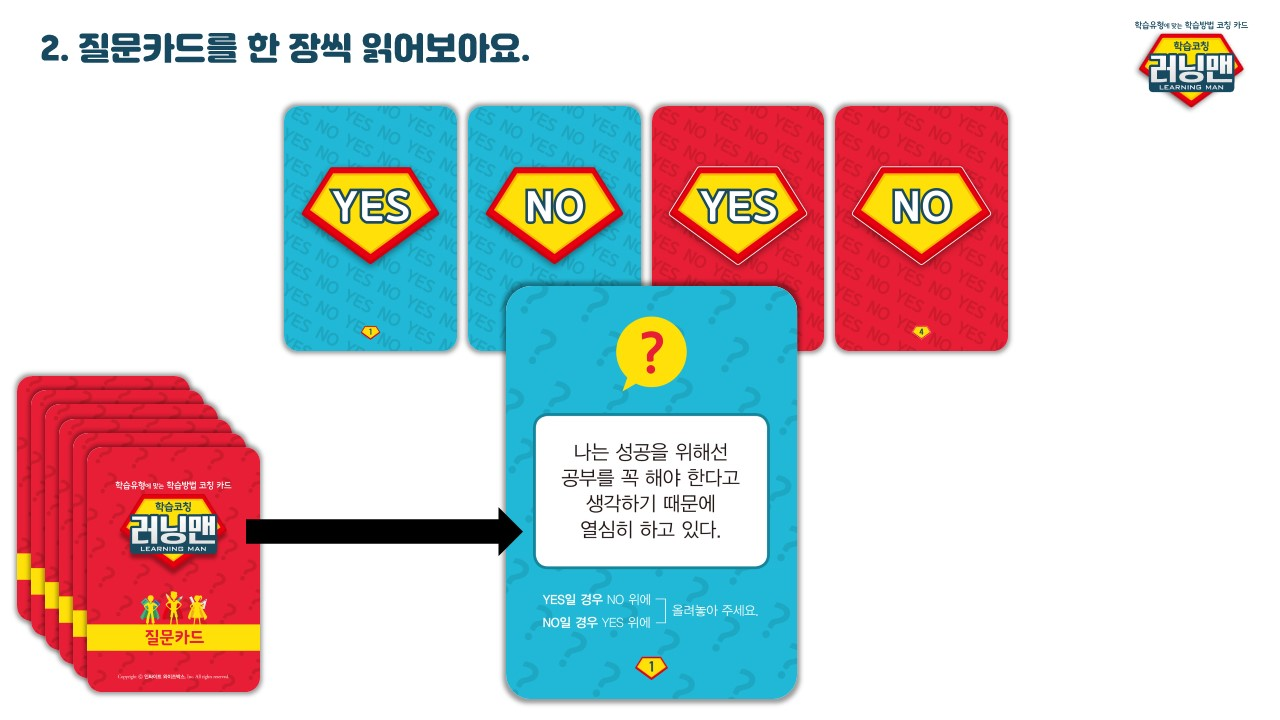 2. 질문카드를 한 장씩 읽어보아요.
학습유형에 맞는 학습방법 코칭 카드
학습코칭
러닝맨
LEARNING MAN
YES
NO
YES
NO
1
4
?
나는 성공을 위해선
공부를 꼭 해야 한다고
생각하기 때문에
열심히 하고 있다.
YES일 경우 NO 위에
NO일 경우 YES 위에
올려놓아 주세요.
1
학습유형에 맞는 학습방법 코칭 카드
학습코칭
러닝맨
LEARNING MAN
질문카드